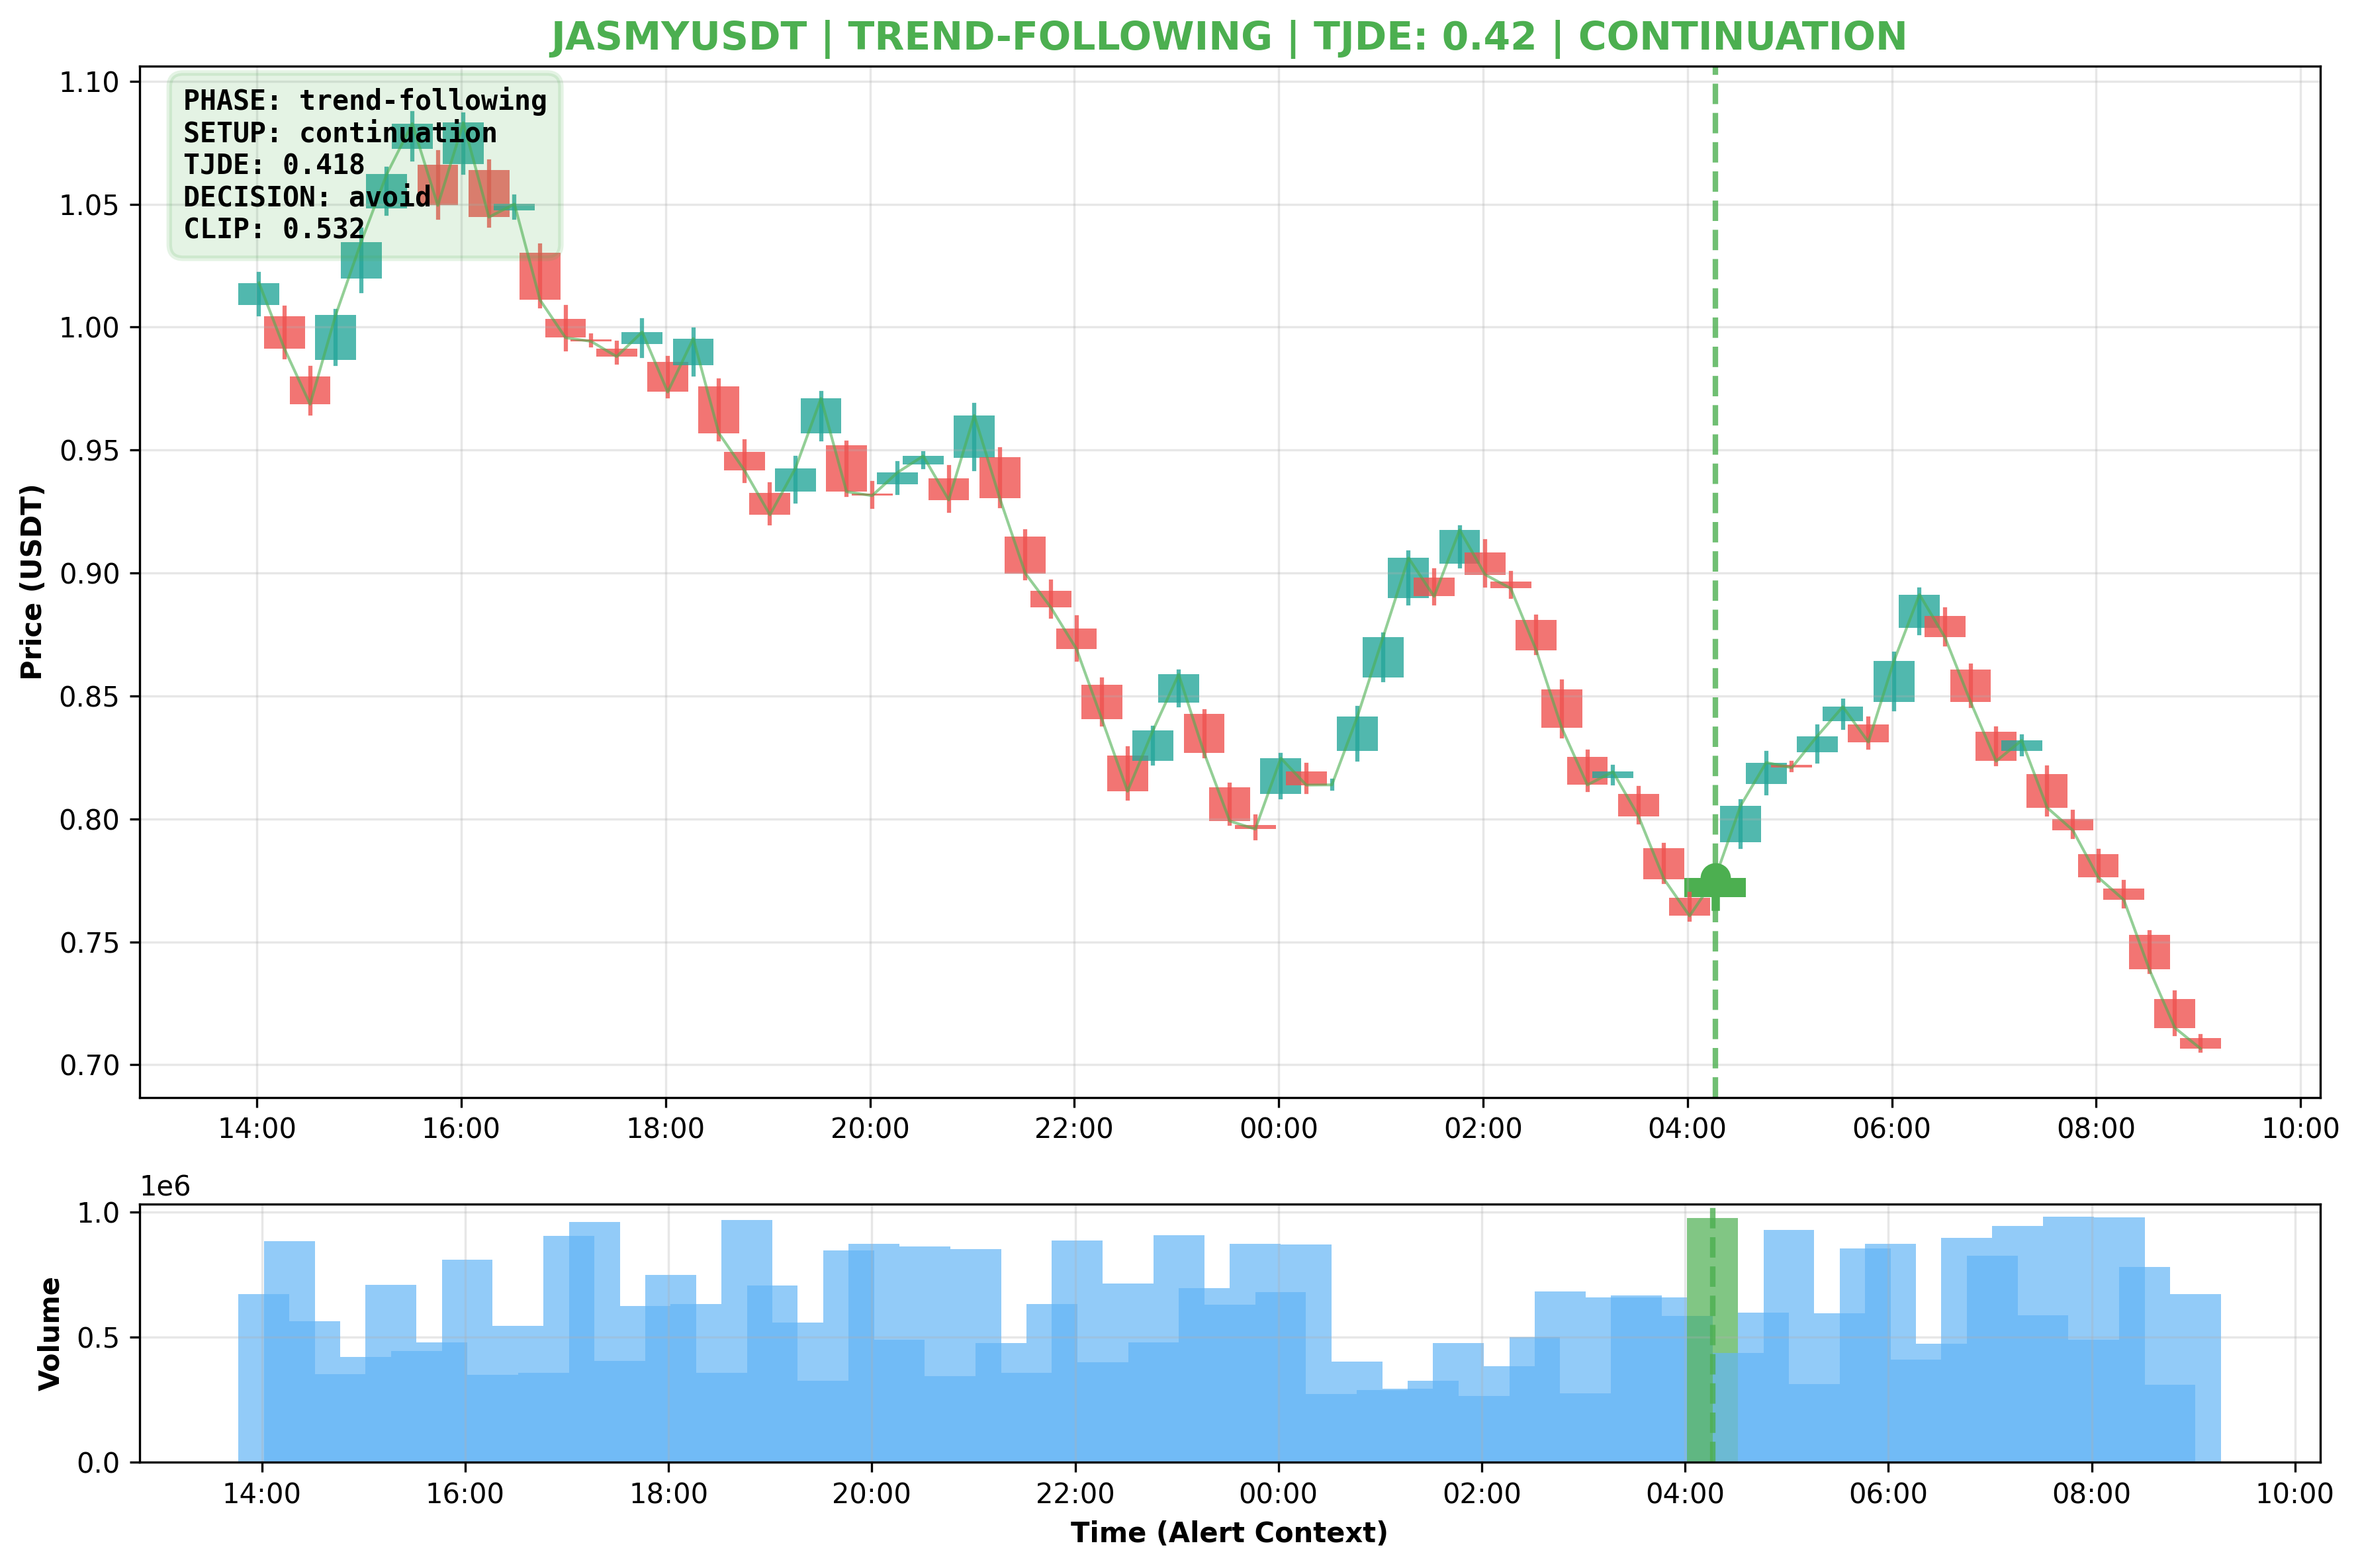 JASMYUSDT | TREND-FOLLOWING | TJDE: 0.42 | CONTINUATION
PHASE: trend-following
SETUP: continuation
TJDE: 0.418
DECISION: avoid
CLIP: 0.532
Price (USDT)
1.10
1.05
1.00
0.95
0.90
0.85
0.80
0.75
0.70
14:00 16:00 18:00 20:00 22:00 00:00 02:00 04:00 06:00 08:00 10:00
1e6
Volume
1.0
0.5
0.0
14:00 16:00 18:00 20:00 22:00 00:00 02:00 04:00 06:00 08:00 10:00
Time (Alert Context)